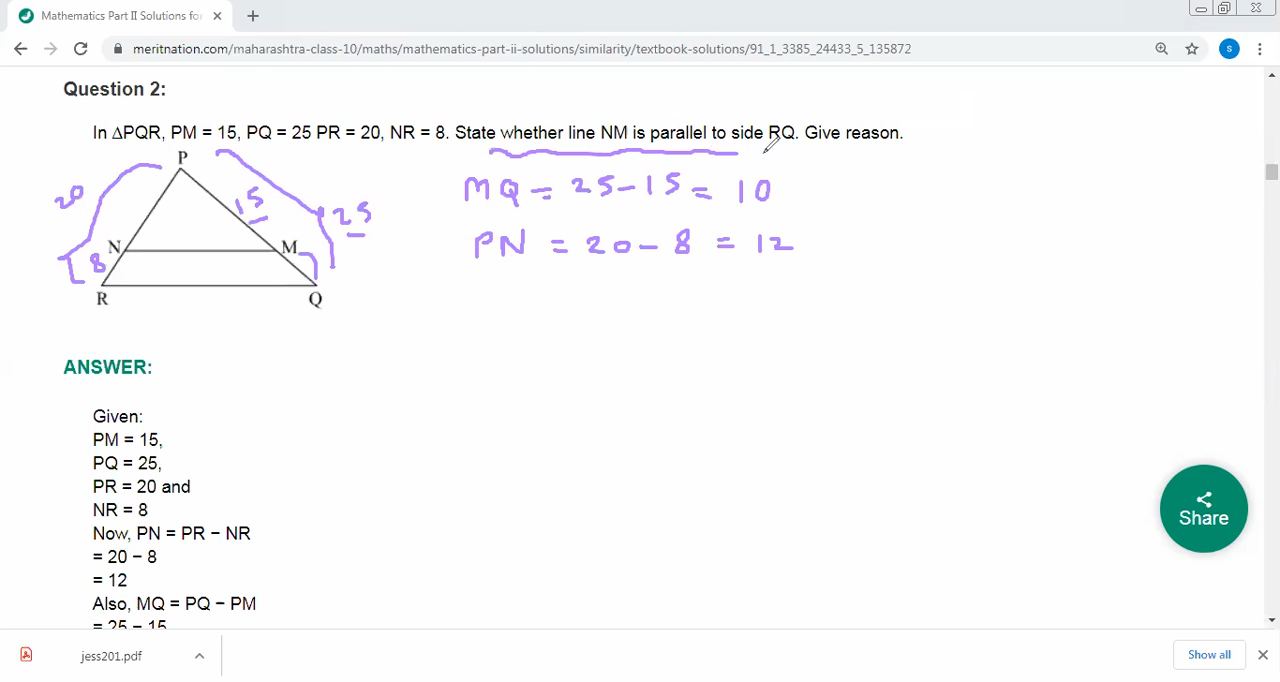 Mathematics Part II Solutions for
meritnation.com/maharashtra-class-10/maths/mathematics-part-ii-solutions/similarity/textbook-solutions/91_1_3385_24433_5_135872
S
Question 2:
In ΔPQR, PM = 15, PQ = 25 PR = 20, NR = 8. State whether line NM is parallel to side RQ. Give reason.
P
20
15
25
N
M
8
R
Q
MQ = 25 - 15 = 10
PN = 20 - 8 = 12
ANSWER:
Given:
PM = 15,
PQ = 25,
PR = 20 and
NR = 8
Now, PN = PR − NR
= 20 − 8
= 12
Also, MQ = PQ − PM
= 25 − 15
Share
jess201.pdf
Show all